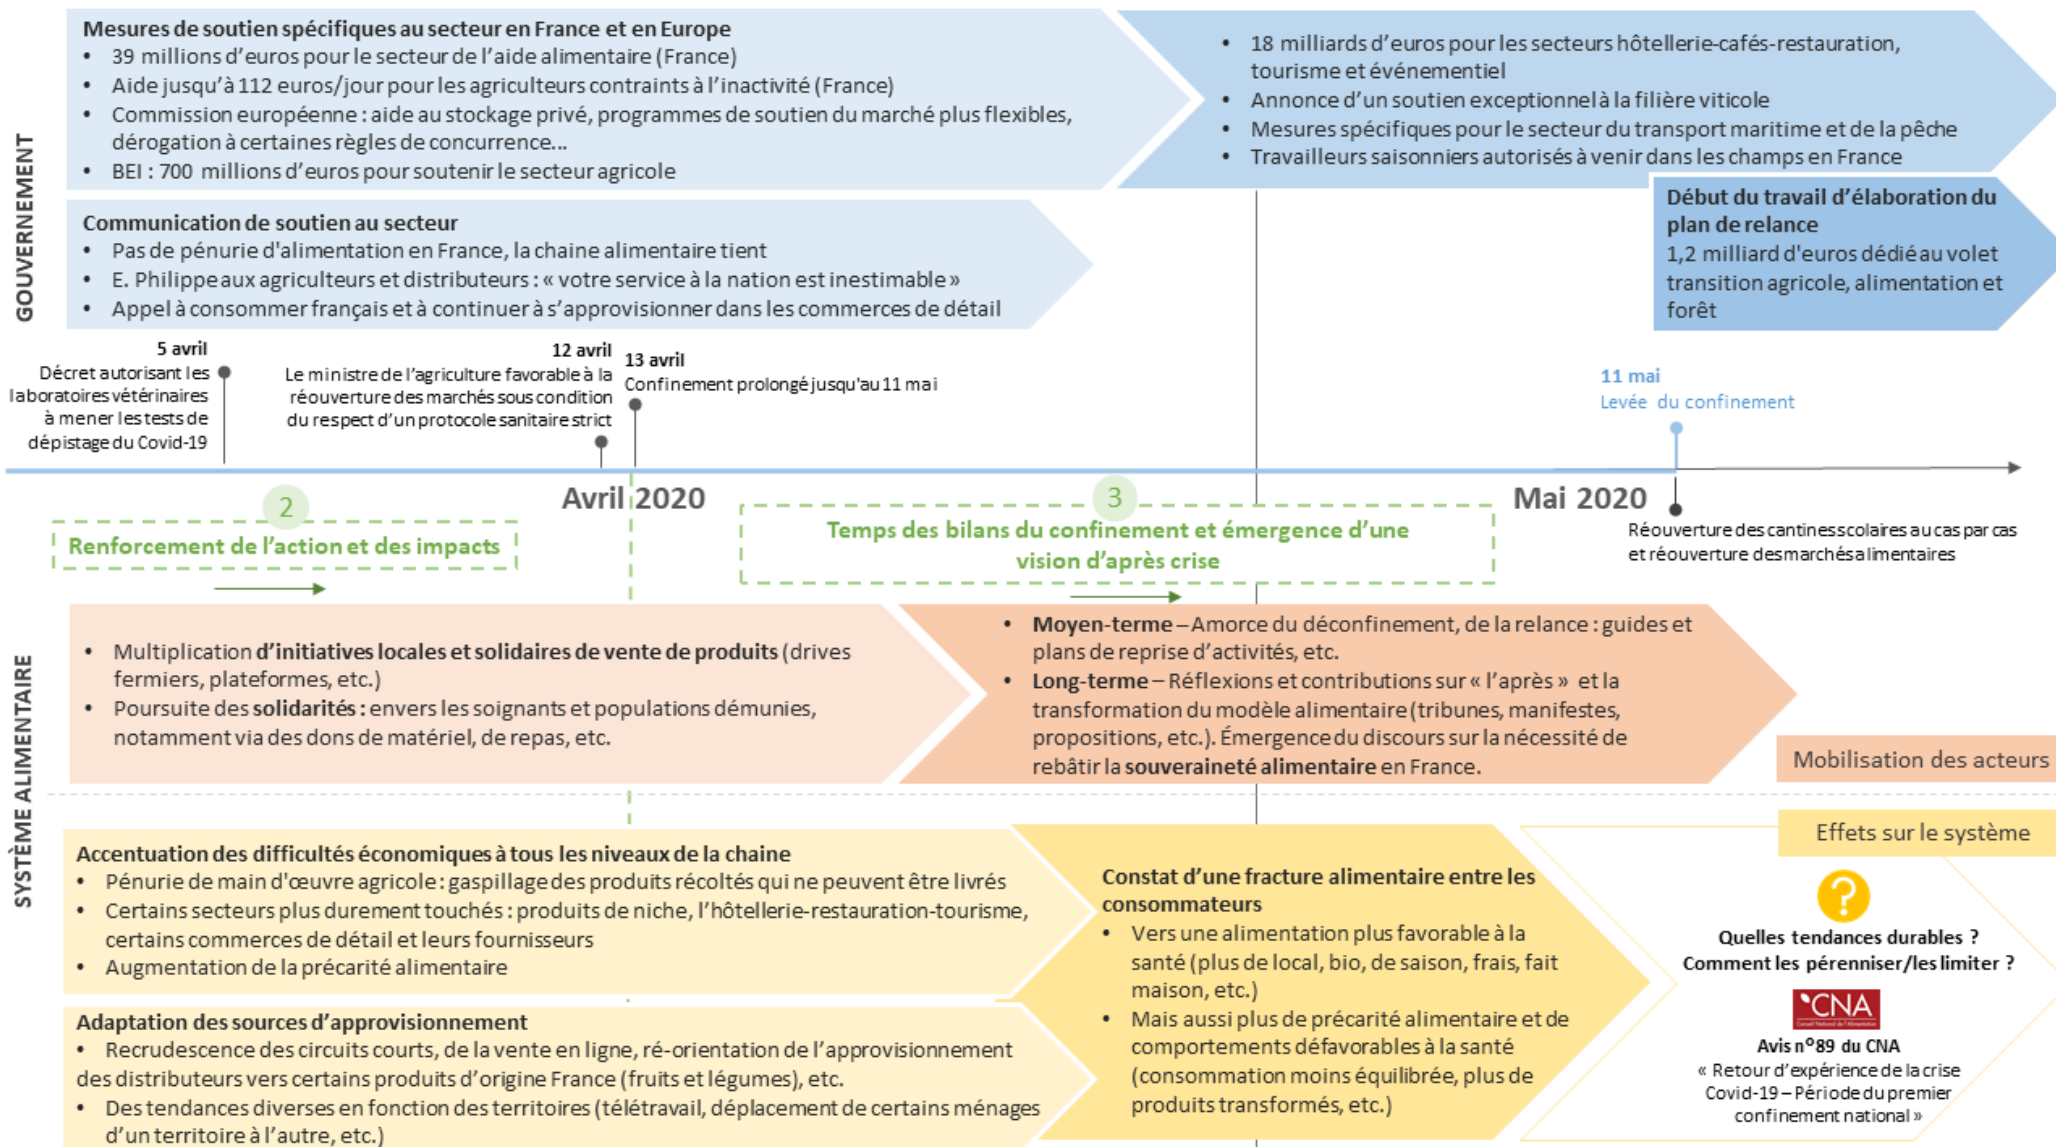 GOUVERNEMENT
Mesures de soutien spécifiques au secteur en France et en Europe
• 39 millions d'euros pour le secteur de l'aide alimentaire (France)
• Aide jusqu'à 112 euros/jour pour les agriculteurs contraints à l'inactivité (France)
• Commission européenne : aide au stockage privé, programmes de soutien du marché plus flexibles,
dérogation à certaines règles de concurrence...
• BEI : 700 millions d'euros pour soutenir le secteur agricole
• 18 milliards d'euros pour les secteurs hôtellerie-cafés-restauration,
tourisme et événementiel
• Annonce d'un soutien exceptionnel à la filière viticole
• Mesures spécifiques pour le secteur du transport maritime et de la pêche
• Travailleurs saisonniers autorisés à venir dans les champs en France
Communication de soutien au secteur
• Pas de pénurie d'alimentation en France, la chaine alimentaire tient
• E. Philippe aux agriculteurs et distributeurs : « votre service à la nation est inestimable »
• Appel à consommer français et à continuer à s'approvisionner dans les commerces de détail
Début du travail d'élaboration du
plan de relance
1,2 milliard d'euros dédié au volet
transition agricole, alimentation et
forêt
5 avril
Décret autorisant les
laboratoires vétérinaires
à mener les tests de
dépistage du Covid-19
12 avril
Le ministre de l'agriculture favorable à la
réouverture des marchés sous condition
du respect d'un protocole sanitaire strict
13 avril
Confinement prolongé jusqu'au 11 mai
11 mai
Levée du confinement
Avril 2020
Mai 2020
2
Renforcement de l'action et des impacts
3
Temps des bilans du confinement et émergence d'une
vision d'après crise
Réouverture des cantines scolaires au cas par cas
et réouverture des marchés alimentaires
SYSTÈME ALIMENTAIRE
• Multiplication d'initiatives locales et solidaires de vente de produits (drives
fermiers, plateformes, etc.)
• Poursuite des solidarités : envers les soignants et populations démunies,
notamment via des dons de matériel, de repas, etc.
• Moyen-terme – Amorce du déconfinement, de la relance : guides et
plans de reprise d'activités, etc.
• Long-terme – Réflexions et contributions sur « l'après » et la
transformation du modèle alimentaire (tribunes, manifestes,
propositions, etc.). Émergence du discours sur la nécessité de
rebâtir la souveraineté alimentaire en France.
Mobilisation des acteurs
Accentuation des difficultés économiques à tous les niveaux de la chaine
• Pénurie de main d'œuvre agricole : gaspillage des produits récoltés qui ne peuvent être livrés
• Certains secteurs plus durement touchés : produits de niche, l'hôtellerie-restauration-tourisme,
certains commerces de détail et leurs fournisseurs
• Augmentation de la précarité alimentaire
Adaptation des sources d'approvisionnement
• Recrudescence des circuits courts, de la vente en ligne, ré-orientation de l'approvisionnement
des distributeurs vers certains produits d'origine France (fruits et légumes), etc.
• Des tendances diverses en fonction des territoires (télétravail, déplacement de certains ménages
d'un territoire à l'autre, etc.)
Constat d'une fracture alimentaire entre les
consommateurs
• Vers une alimentation plus favorable à la
santé (plus de local, bio, de saison, frais, fait
maison, etc.)
• Mais aussi plus de précarité alimentaire et de
comportements défavorables à la santé
(consommation moins équilibrée, plus de
produits transformés, etc.)
Effets sur le système
?
Quelles tendances durables ?
Comment les pérenniser/les limiter ?
CNA
Conseil National de l'Alimentation
Avis n°89 du CNA
« Retour d'expérience de la crise
Covid-19 – Période du premier
confinement national »